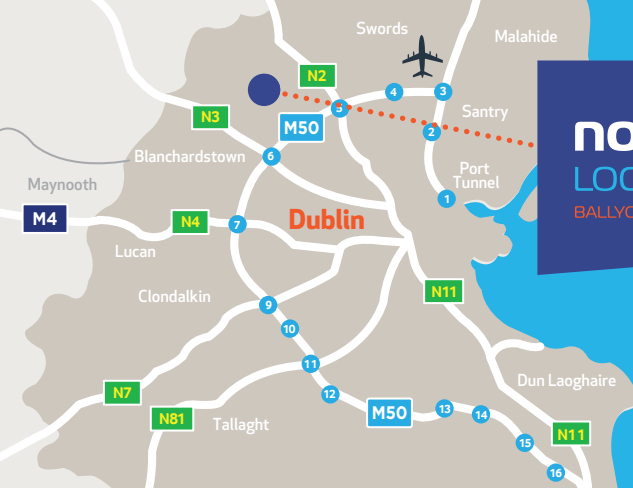 Swords
Malahide
N2
4
3
5
N3
M50
Santry
2
no
LOC
BALLYC
Blanchardstown
6
Port
Tunnel
Maynooth
1
M4
N4
7
Dublin
Lucan
Clondalkin
9
N11
10
11
Dun Laoghaire
N7
12
N81
M50
13
14
Tallaght
N11
15
16